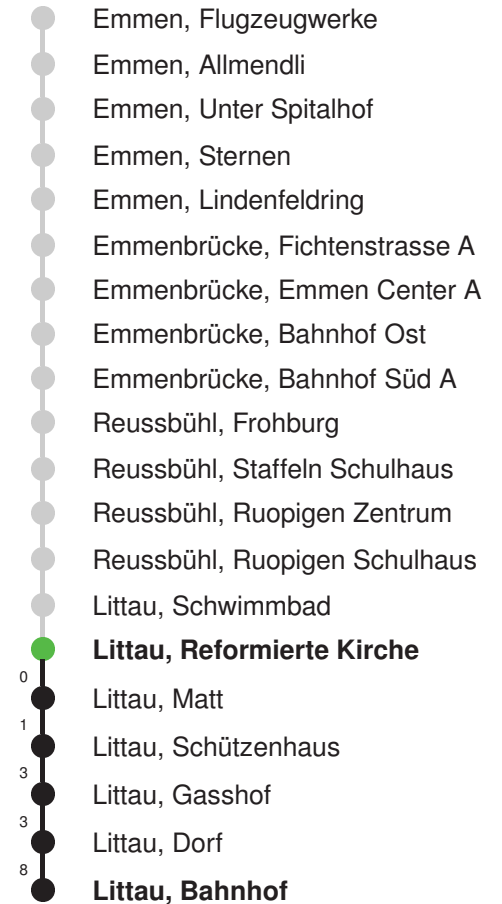 Emmen, Flugzeugwerke
Emmen, Allmendli
Emmen, Unter Spitalhof
Emmen, Sternen
Emmen, Lindenfeldring
Emmenbrücke, Fichtenstrasse A
Emmenbrücke, Emmen Center A
Emmenbrücke, Bahnhof Ost
Emmenbrücke, Bahnhof Süd A
Reussbühl, Frohburg
Reussbühl, Staffeln Schulhaus
Reussbühl, Ruopigen Zentrum
Reussbühl, Ruopigen Schulhaus
Littau, Schwimmbad
Littau, Reformierte Kirche
0
Littau, Matt
1
Littau, Schützenhaus
3
Littau, Gasshof
3
Littau, Dorf
8
Littau, Bahnhof